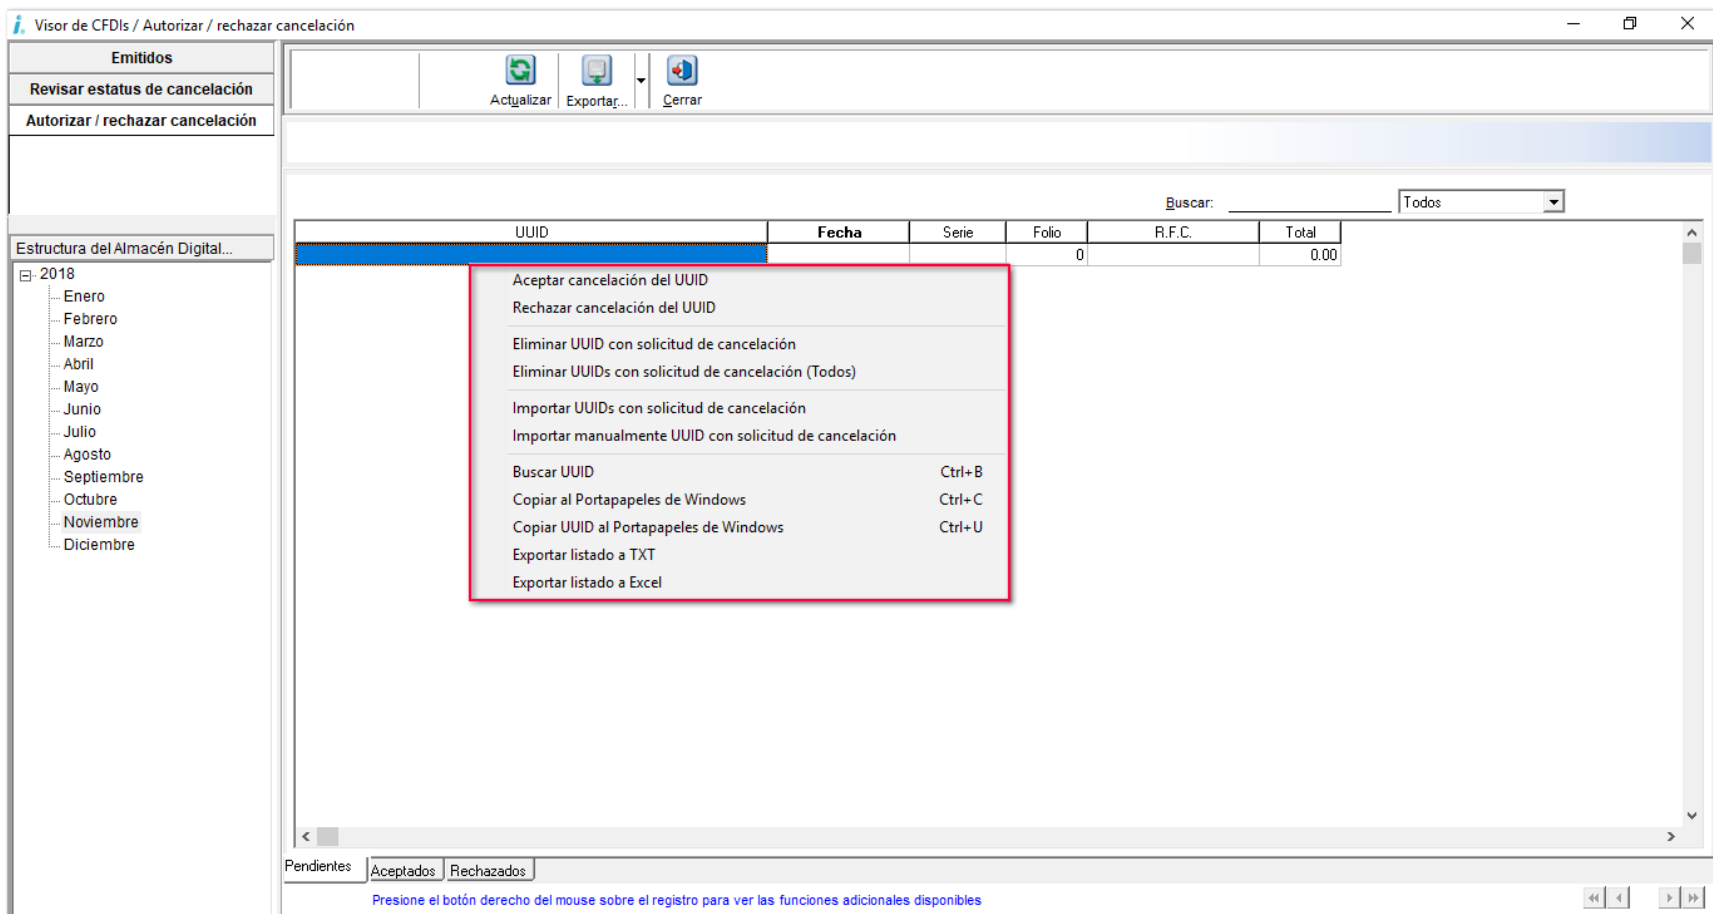 Visor de CFDIs / Autorizar / rechazar cancelación
Emitidos
Revisar estatus de cancelación
Autorizar / rechazar cancelación
Actualizar
Exportar...
Cerrar
Buscar:
Todos
Estructura del Almacén Digital...
2018
Enero
Febrero
Marzo
Abril
Mayo
Junio
Julio
Agosto
Septiembre
Octubre
Noviembre
Diciembre
UUID Fecha Serie Folio R.F.C. Total
0 0.00
Aceptar cancelación del UUID
Rechazar cancelación del UUID
Eliminar UUID con solicitud de cancelación
Eliminar UUIDs con solicitud de cancelación (Todos)
Importar UUIDs con solicitud de cancelación
Importar manualmente UUID con solicitud de cancelación
Buscar UUID Ctrl+B
Copiar al Portapapeles de Windows Ctrl+C
Copiar UUID al Portapapeles de Windows Ctrl+U
Exportar listado a TXT
Exportar listado a Excel
Pendientes Aceptados Rechazados
Presione el botón derecho del mouse sobre el registro para ver las funciones adicionales disponibles